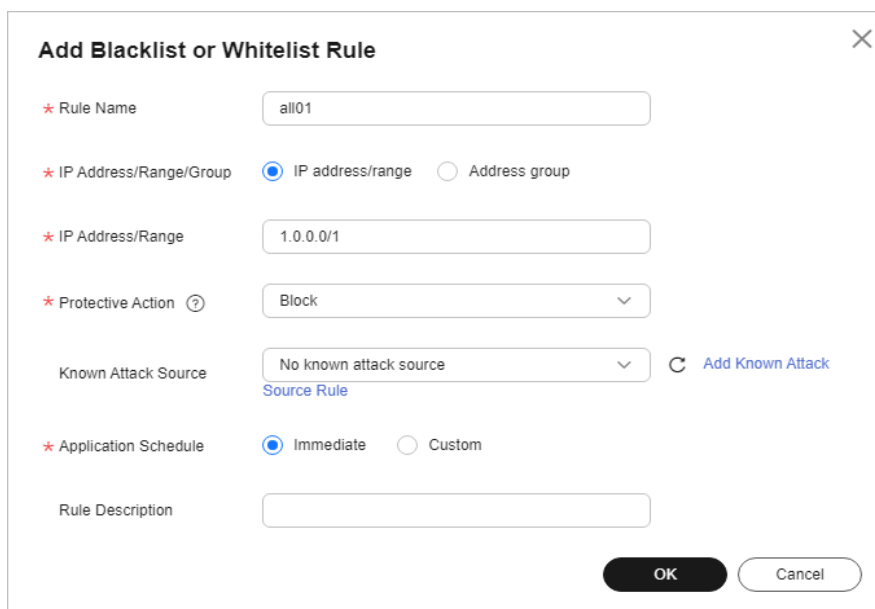 Add Blacklist or Whitelist Rule
* Rule Name all01
* IP Address/Range/Group IP address/range Address group
* IP Address/Range 1.0.0.0/1
* Protective Action ? Block
Known Attack Source No known attack source Add Known Attack
Source Rule
* Application Schedule Immediate Custom
Rule Description
OK Cancel